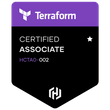 Terraform
CERTIFIED
ASSOCIATE
HCTA0-002